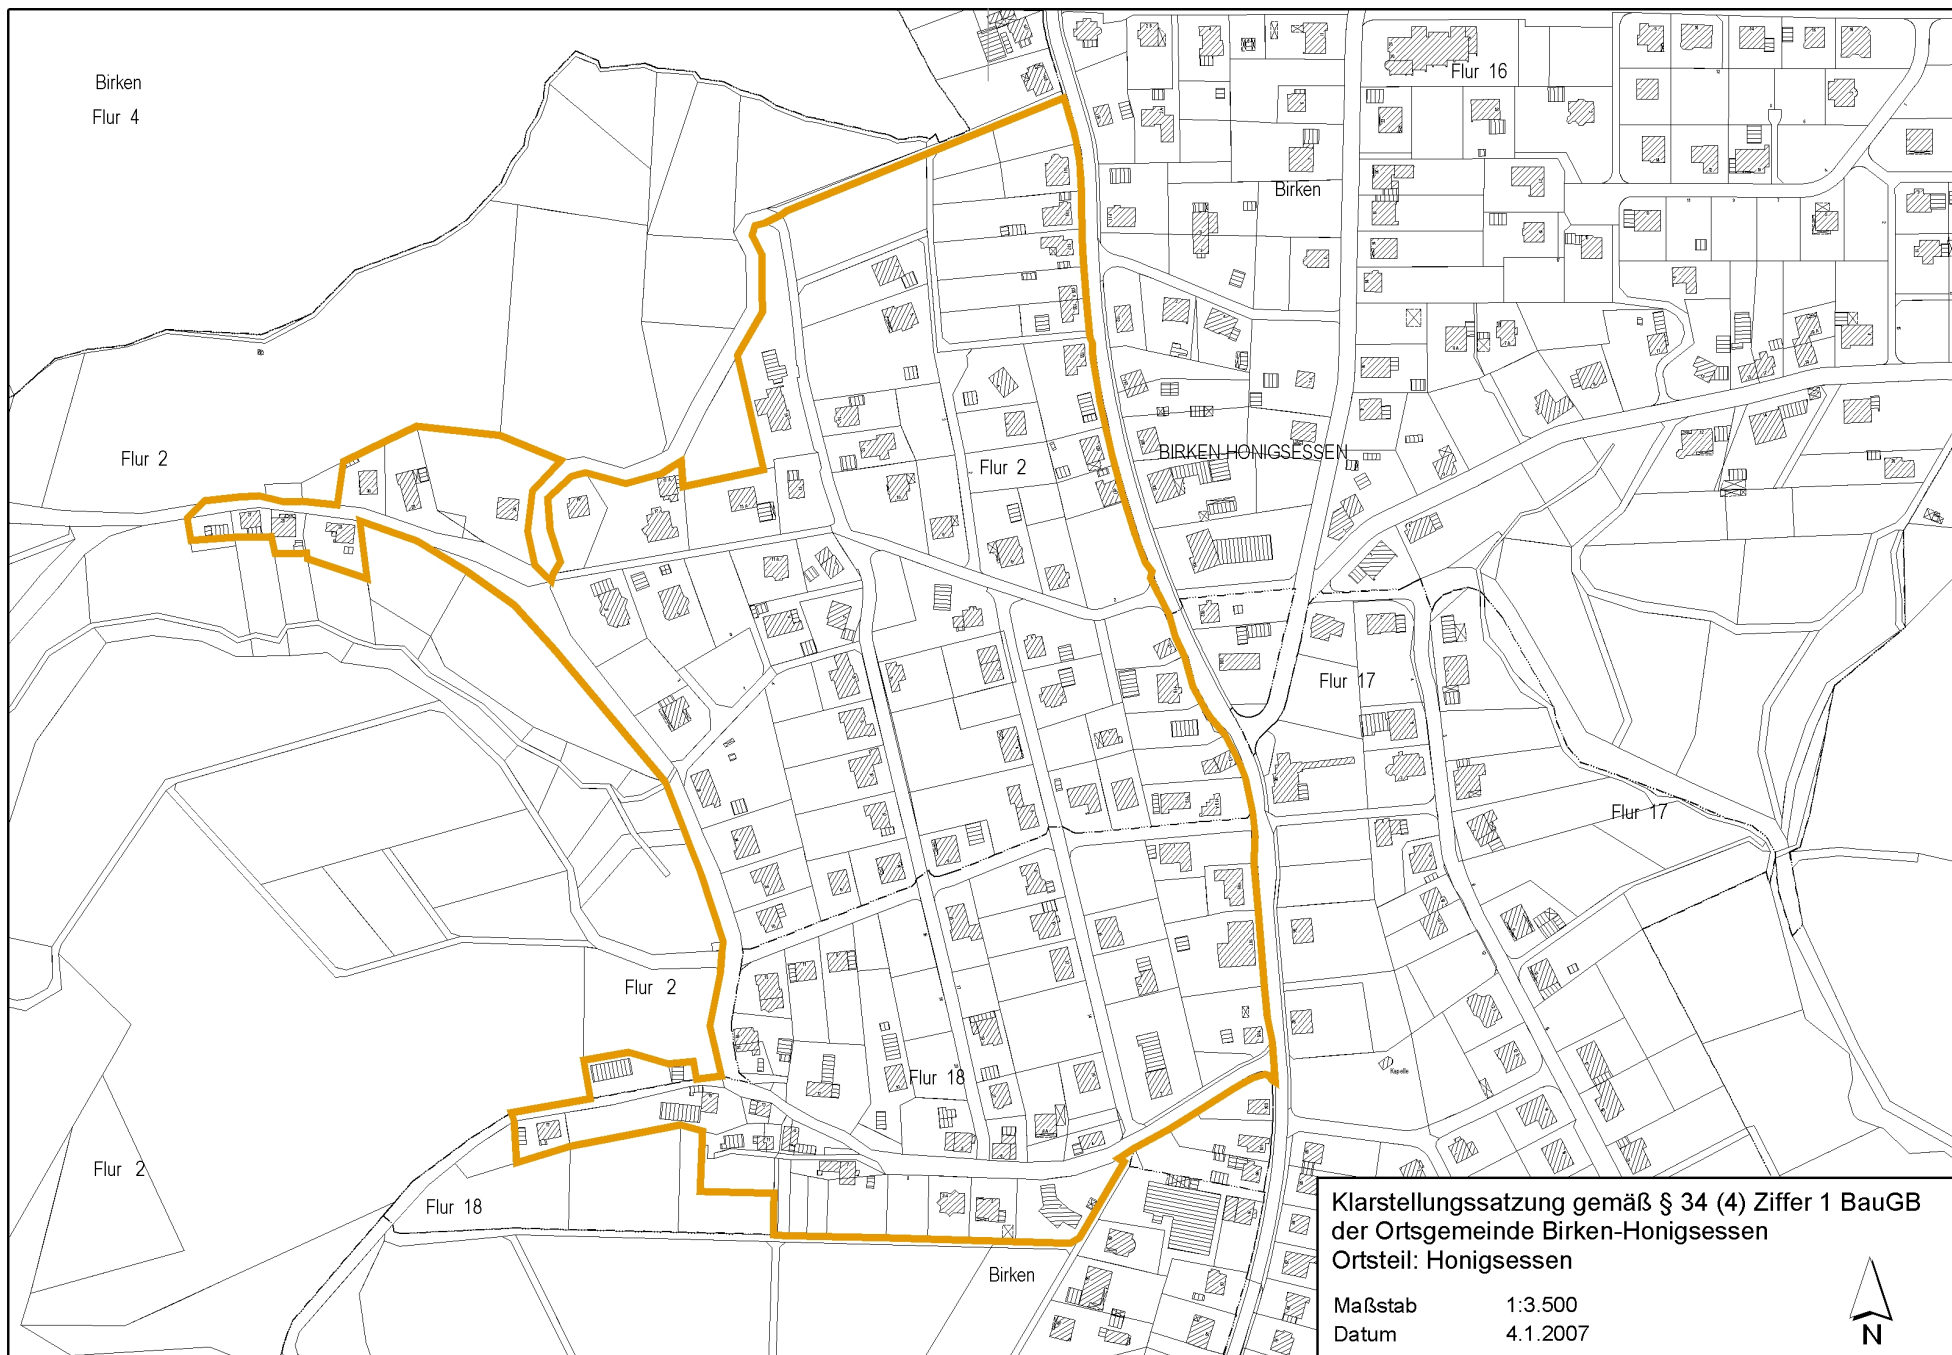 Birken
Flur 4
Flur 16
Birken
Flur 2
BIRKEN-HONIGSESSEN
Flur 2
Flur 17
Flur 17
Flur 2
Kapelle
Flur 18
Flur 2
Flur 18
Birken
Klarstellungssatzung gemäß § 34 (4) Ziffer 1 BauGB
der Ortsgemeinde Birken-Honigsessen
Ortsteil: Honigsessen
Maßstab 1:3.500
Datum 4.1.2007
N